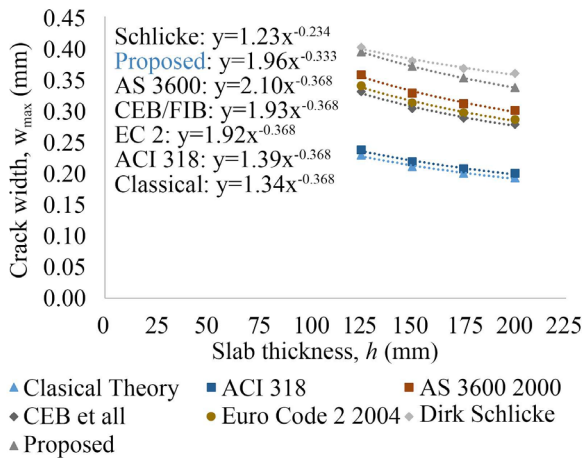 Crack width, wmax (mm)
0.45
0.40
0.35
0.30
0.25
0.20
0.15
0.10
0.05
0.00
Schlicke: y=1.23x-0.234
Proposed: y=1.96x-0.333
AS 3600: y=2.10x-0.368
CEB/FIB: y=1.93x-0.368
EC 2: y=1.92x-0.368
ACI 318: y=1.39x-0.368
Classical: y=1.34x-0.368
0 25 50 75 100 125 150 175 200 225
Slab thickness, h (mm)
Clasical Theory ACI 318 AS 3600 2000
CEB et all Euro Code 2 2004 Dirk Schlicke
Proposed